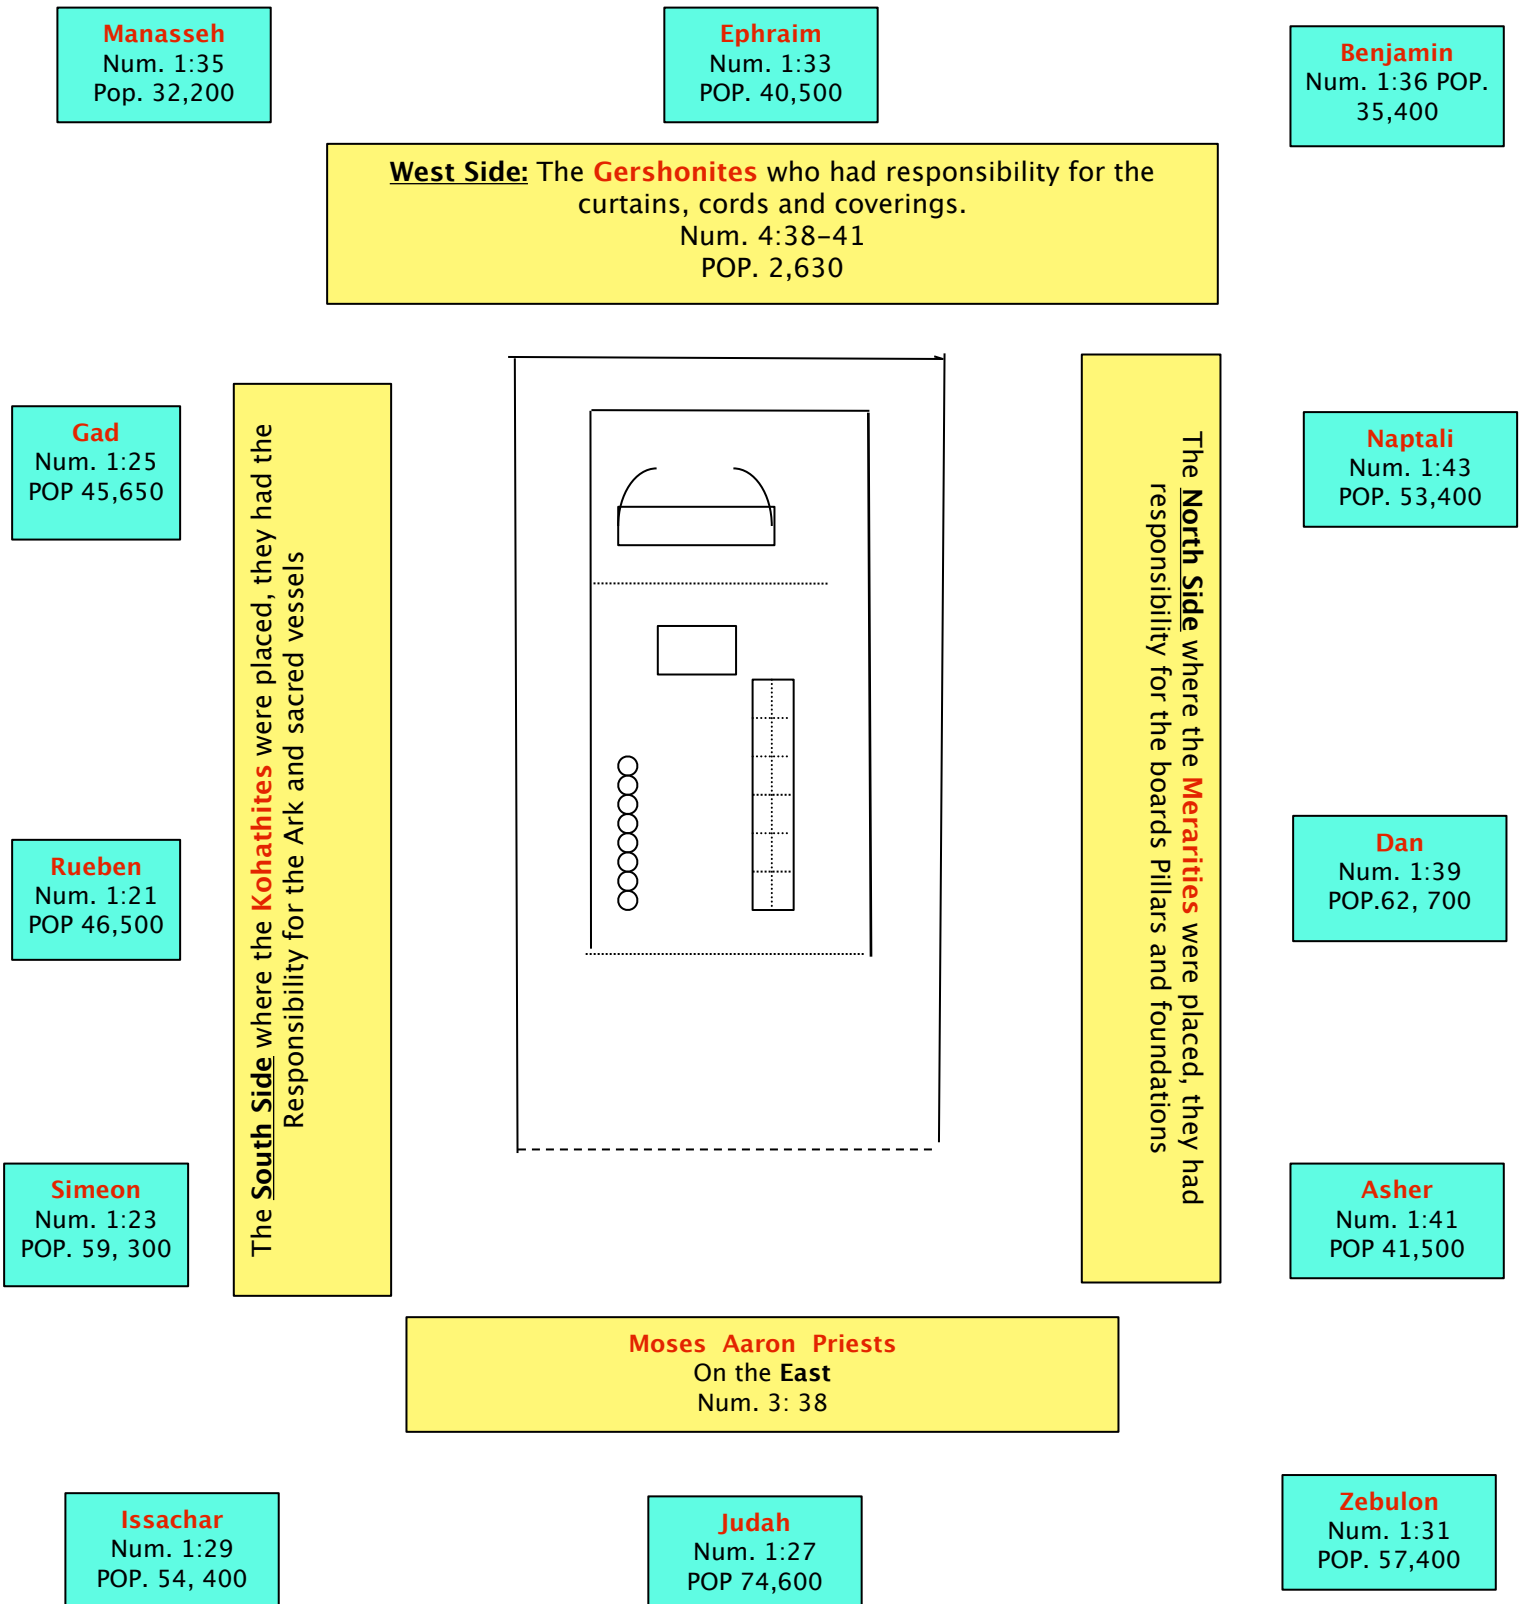 Manasseh
Num. 1:35
Pop. 32,200
Ephraim
Num. 1:33
POP. 40,500
Benjamin
Num. 1:36 POP.
35,400
West Side: The Gershonites who had responsibility for the
curtains, cords and coverings.
Num. 4:38-41
POP. 2,630
Gad
Num. 1:25
POP 45,650
The South Side where the Kohathites were placed, they had the
Responsibility for the Ark and sacred vessels
The North Side where the Merarities were placed, they had
responsibility for the boards Pillars and foundations
Naptali
Num. 1:43
POP. 53,400
Rueben
Num. 1:21
POP 46,500
Dan
Num. 1:39
POP.62, 700
Simeon
Num. 1:23
POP. 59, 300
Asher
Num. 1:41
POP 41,500
Moses Aaron Priests
On the East
Num. 3: 38
Issachar
Num. 1:29
POP. 54, 400
Judah
Num. 1:27
POP 74,600
Zebulon
Num. 1:31
POP. 57,400